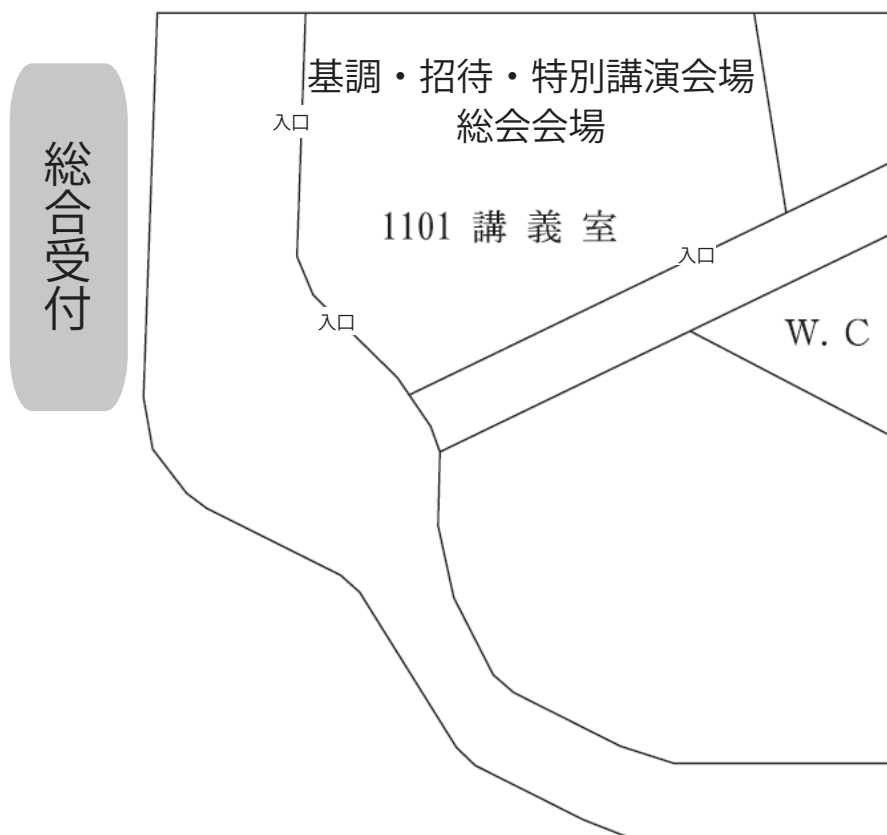 基調・招待・特別講演会場
総会会場
入口
総合受付
1101 講 義 室
入口
入口
W. C